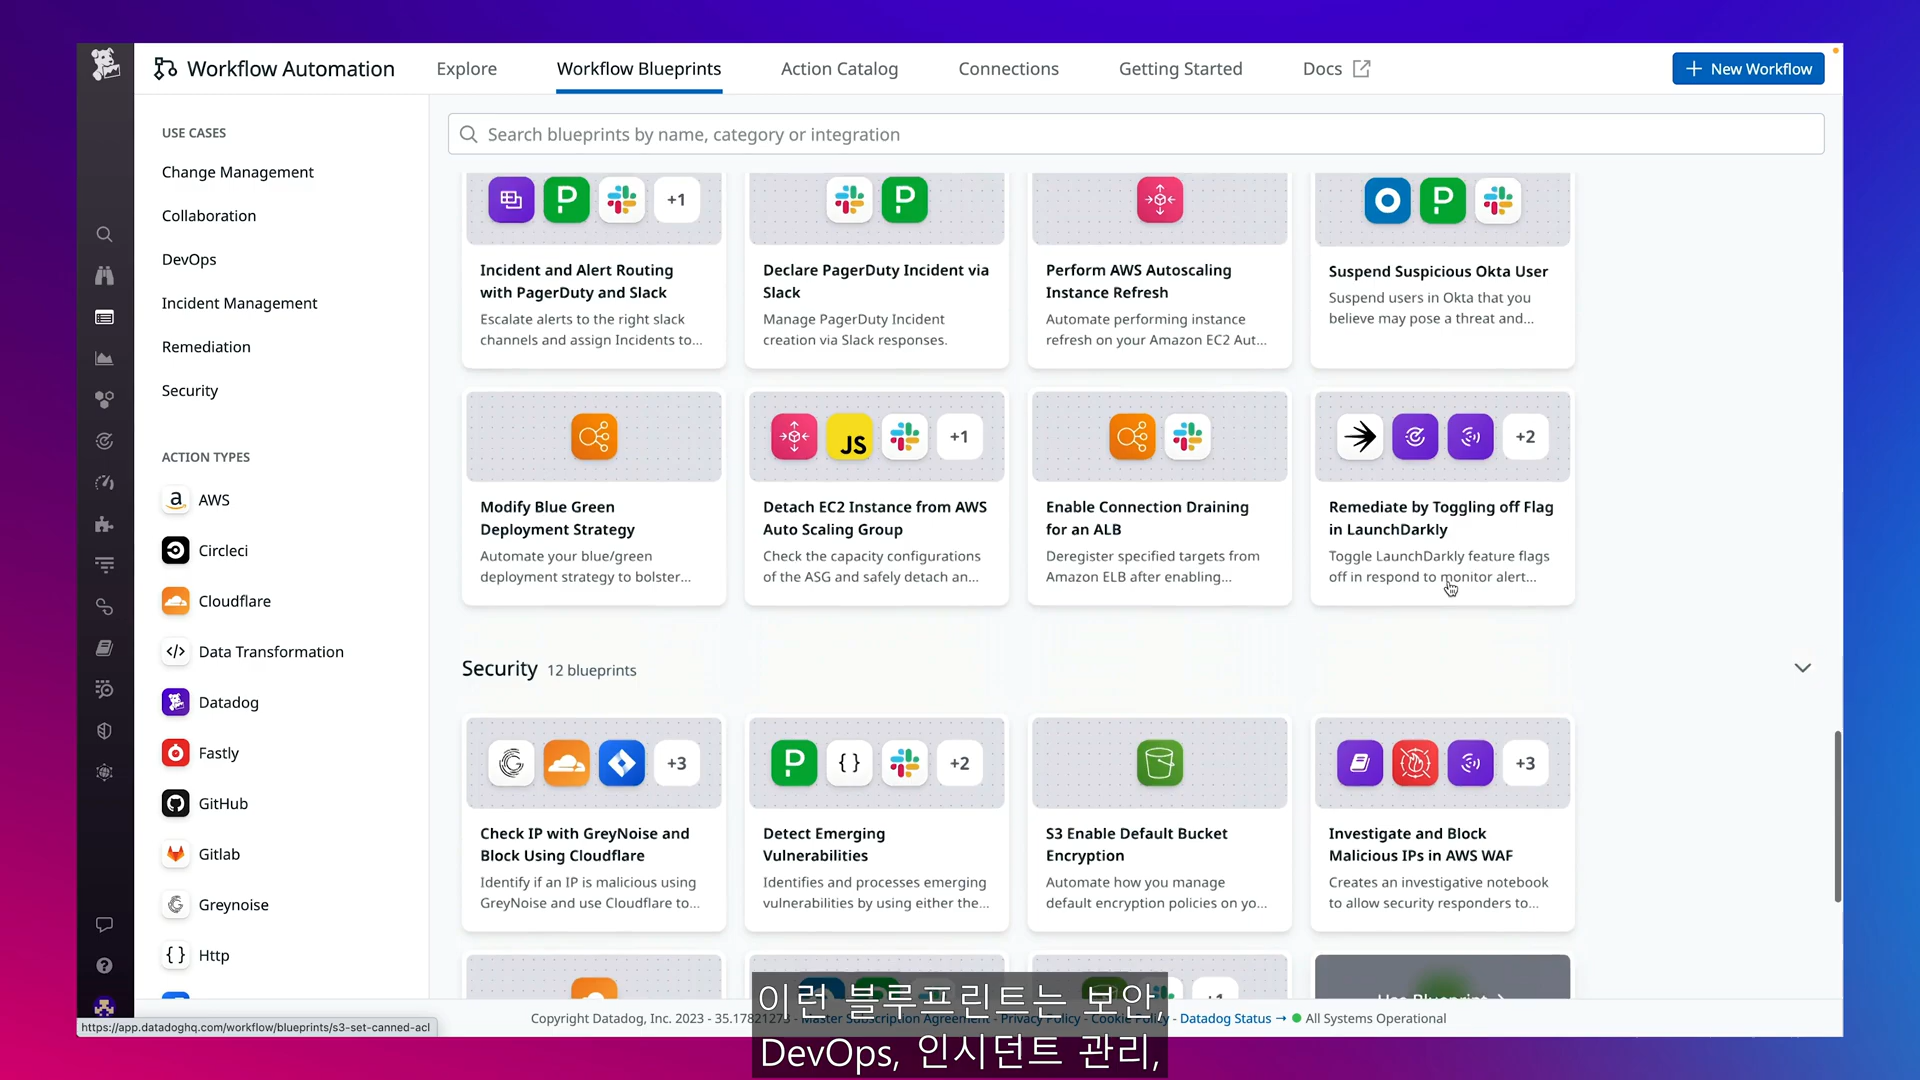 Workflow Automation
Explore
Workflow Blueprints
Action Catalog
Connections
Getting Started
Docs
New Workflow
USE CASES
Change Management
Collaboration
DevOps
Incident Management
Remediation
Security
ACTION TYPES
AWS
Circleci
Cloudflare
Data Transformation
Datadog
Fastly
GitHub
Gitlab
Greynoise
Http
Search blueprints by name, category or integration
+1
Incident and Alert Routing
with PagerDuty and Slack
Escalate alerts to the right slack
channels and assign Incidents to...
Declare PagerDuty Incident via
Slack
Manage PagerDuty Incident
creation via Slack responses.
Perform AWS Autoscaling
Instance Refresh
Automate performing instance
refresh on your Amazon EC2 Aut...
Suspend Suspicious Okta User
Suspend users in Okta that you
believe may pose a threat and...
Modify Blue Green
Deployment Strategy
Automate your blue/green
deployment strategy to bolster...
JS
+1
Detach EC2 Instance from AWS
Auto Scaling Group
Check the capacity configurations
of the ASG and safely detach an...
Enable Connection Draining
for an ALB
Deregister specified targets from
Amazon ELB after enabling...
+2
Remediate by Toggling off Flag
in LaunchDarkly
Toggle LaunchDarkly feature flags
off in respond to monitor alert...
Security 12 blueprints
+3
Check IP with GreyNoise and
Block Using Cloudflare
Identify if an IP is malicious using
GreyNoise and use Cloudflare to...
+2
Detect Emerging
Vulnerabilities
Identifies and processes emerging
vulnerabilities by using either the...
S3 Enable Default Bucket
Encryption
Automate how you manage
default encryption policies on yo...
+3
Investigate and Block
Malicious IPs in AWS WAF
Creates an investigative notebook
to allow security responders to...
이런 블루프린트는 보안,
DevOps, 인시던트 관리,
Copyright Datadog, Inc. 2023 - 35.17821273 - Master Subscription Agreement - Privacy Policy - Cookie Policy - Datadog Status → All Systems Operational
https://app.datadoghq.com/workflow/blueprints/s3-set-canned-acl